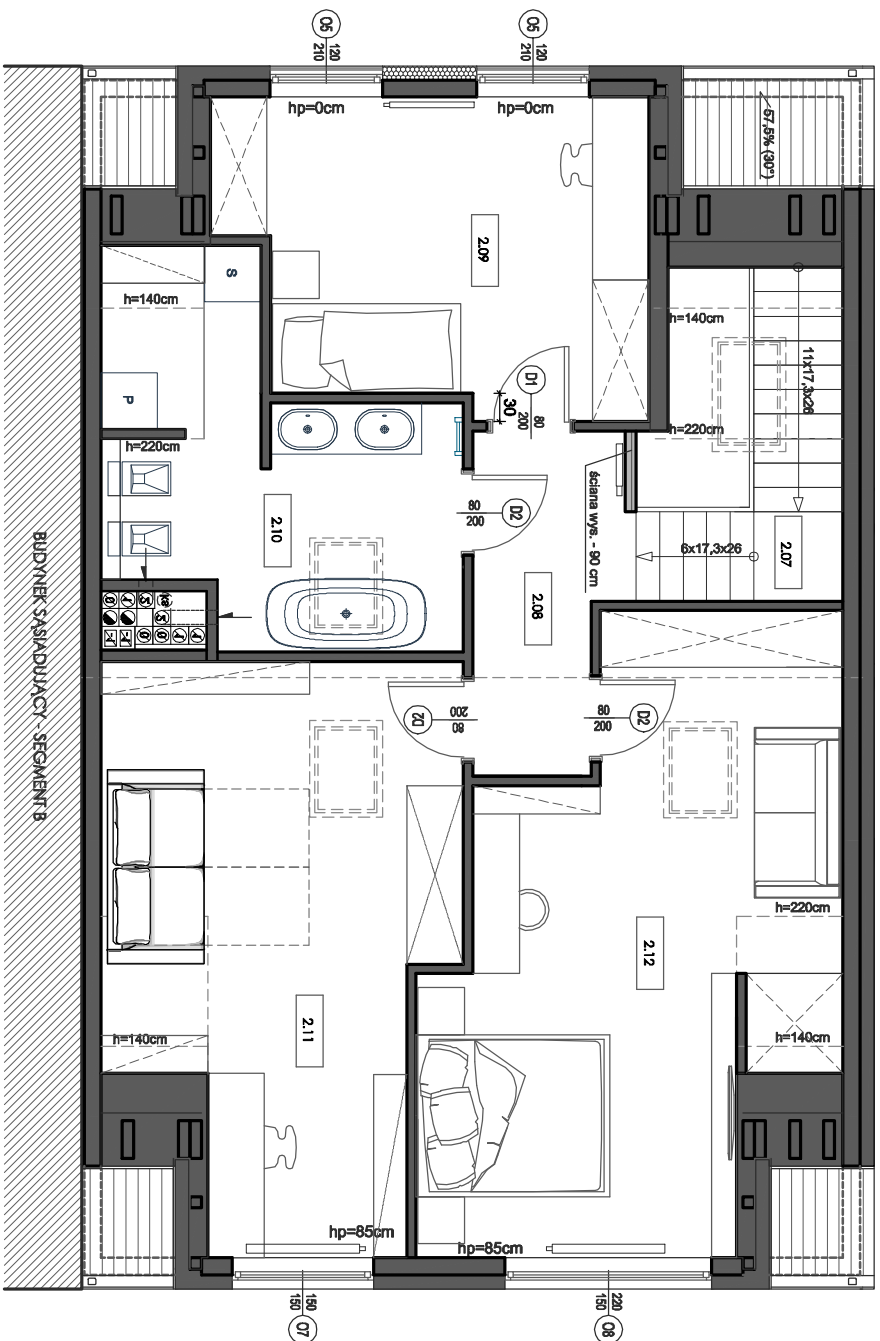 O5
120
210
O5
120
210
57,5% (30°)
hp=0cm
hp=0cm
2.09
S
h=140cm
h=140cm
11x17,3x26
P
D1
80
200
30
h=220cm
h=220cm
ściana wys. - 90 cm
2.10
80
200
D2
2.07
6x17,3x26
2.08
BUDYNEK SĄSIADUJĄCY - SEGMENT B
D2
80
200
80
200
D2
h=220cm
2.12
2.11
h=140cm
h=140cm
hp=85cm
hp=85cm
150
150
O7
220
150
O8